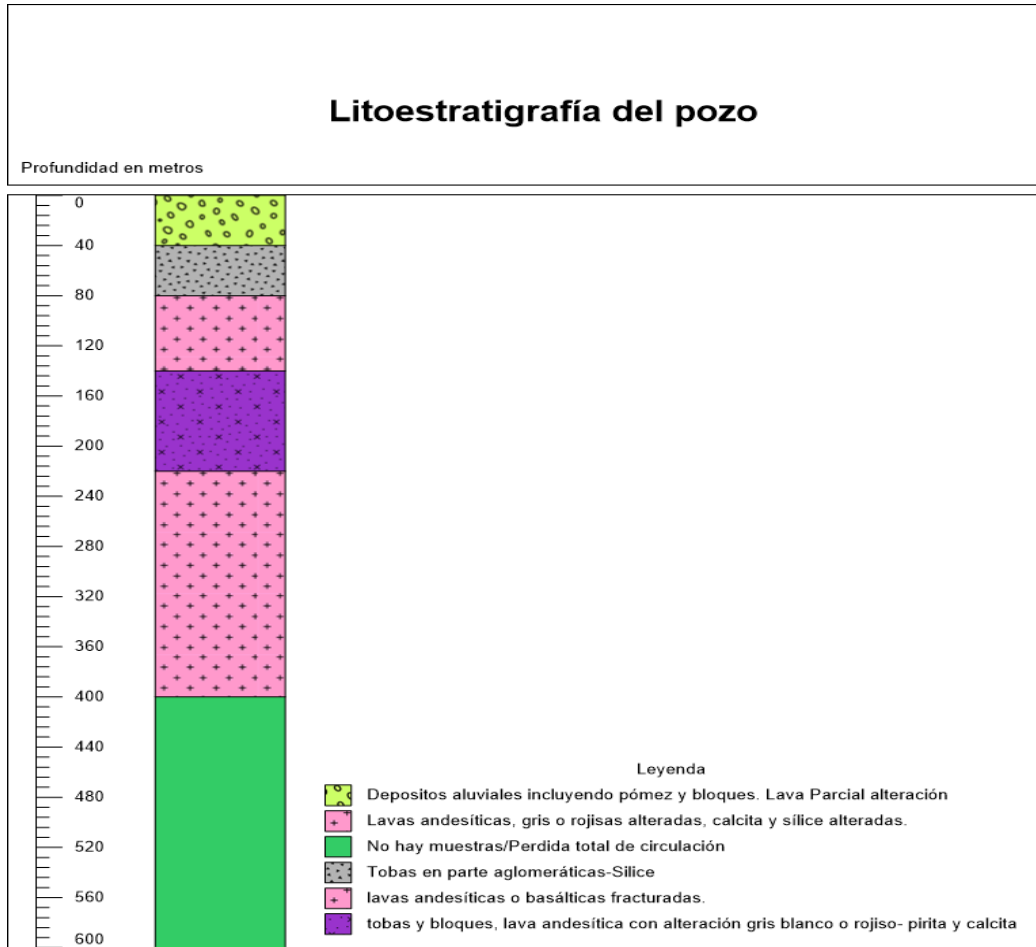 Litoestratigrafía del pozo
Profundidad en metros
0
40
80
120
160
200
240
280
320
360
400
440
480
520
560
600
Leyenda
Depositos aluviales incluyendo pómez y bloques. Lava Parcial alteración
Lavas andesíticas, gris o rojisas alteradas, calcita y sílice alteradas.
No hay muestras/Perdida total de circulación
Tobas en parte aglomeráticas-Silice
lavas andesíticas o basálticas fracturadas.
tobas y bloques, lava andesítica con alteración gris blanco o rojiso- pirita y calcita